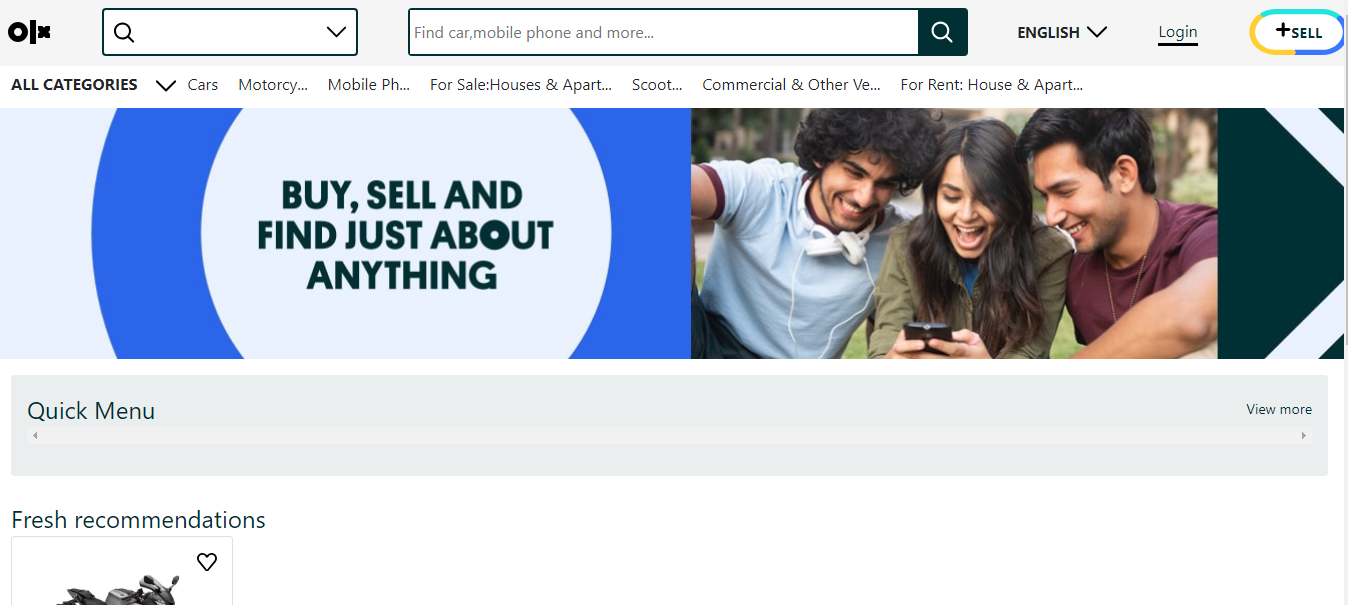 olx
Find car,mobile phone and more...
ENGLISH
Login
+SELL
ALL CATEGORIES
Cars
Motorcy...
Mobile Ph...
For Sale:Houses & Apart...
Scoot...
Commercial & Other Ve...
For Rent: House & Apart...
BUY, SELL AND
FIND JUST ABOUT
ANYTHING
Quick Menu
View more
Fresh recommendations